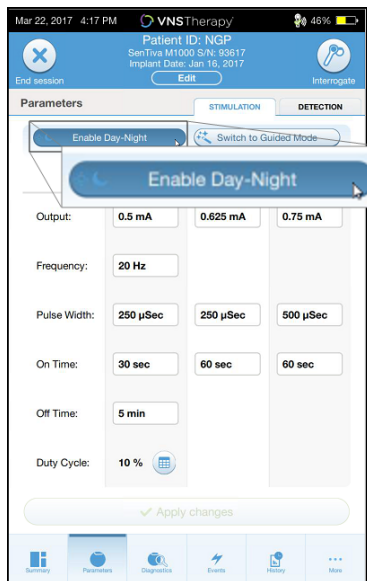 Mar 22, 2017 4:17 PM VNSTherapy 46%
Patient ID: NGP
SenTiva M1000 S/N: 93617
Implant Date: Jan 16, 2017
End session Edit Interrogate
Parameters STIMULATION DETECTION
Enable Day-Night Switch to Guided Mode
Enable Day-Night
Output: 0.5 mA 0.625 mA 0.75 mA
Frequency: 20 Hz
Pulse Width: 250 µSec 250 µSec 500 µSec
On Time: 30 sec 60 sec 60 sec
Off Time: 5 min
Duty Cycle: 10 %
Apply changes
Summary Parameters Diagnostics Events History More